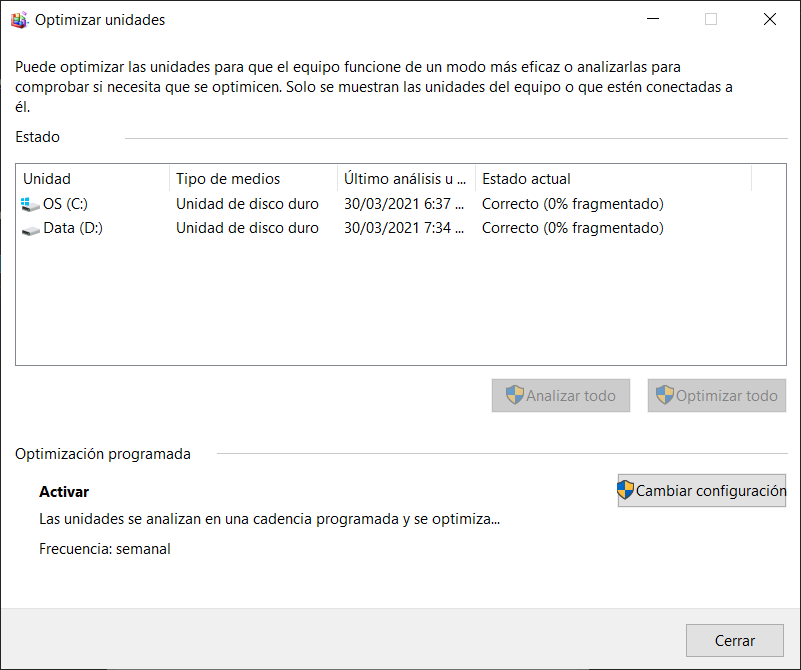 Optimizar unidades
Puede optimizar las unidades para que el equipo funcione de un modo más eficaz o analizarlas para
comprobar si necesita que se optimicen. Solo se muestran las unidades del equipo o que estén conectadas a
él.
Estado
Unidad Tipo de medios Último análisis u ... Estado actual
OS (C:) Unidad de disco duro 30/03/2021 6:37 ... Correcto (0% fragmentado)
Data (D:) Unidad de disco duro 30/03/2021 7:34 ... Correcto (0% fragmentado)
Analizar todo Optimizar todo
Optimización programada
Activar
Cambiar configuración
Las unidades se analizan en una cadencia programada y se optimiza...
Frecuencia: semanal
Cerrar